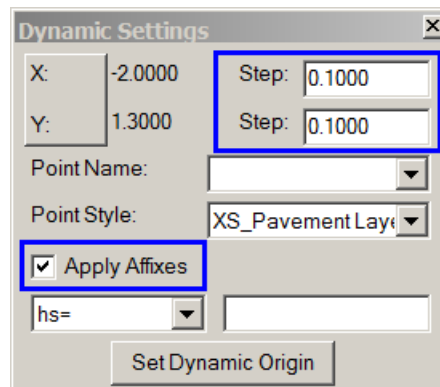 Dynamic Settings
X: -2.0000 Step: 0.1000
Y: 1.3000 Step: 0.1000
Point Name:
Point Style: XS_Pavement Laye
Apply Affixes
hs=
Set Dynamic Origin